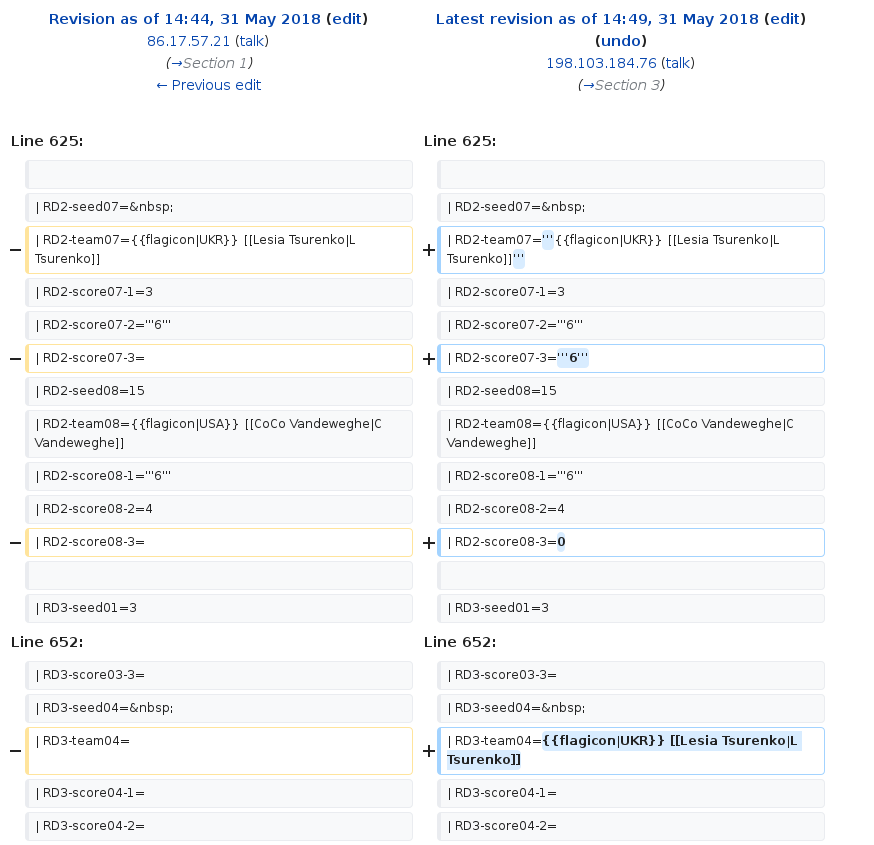 Revision as of 14:44, 31 May 2018 (edit)
86.17.57.21 (talk)
(→Section 1)
← Previous edit
Latest revision as of 14:49, 31 May 2018 (edit)
(undo)
198.103.184.76 (talk)
(→Section 3)
Line 625:
Line 625:
| RD2-seed07=&nbsp;
| RD2-seed07=&nbsp;
− | RD2-team07={{flagicon|UKR}} [[Lesia Tsurenko|L
Tsurenko]]
+ | RD2-team07='''{{flagicon|UKR}} [[Lesia Tsurenko|L
Tsurenko]]'''
| RD2-score07-1=3
| RD2-score07-1=3
| RD2-score07-2='''6'''
| RD2-score07-2='''6'''
− | RD2-score07-3=
+ | RD2-score07-3='''6'''
| RD2-seed08=15
| RD2-seed08=15
| RD2-team08={{flagicon|USA}} [[CoCo Vandeweghe|C
Vandeweghe]]
| RD2-team08={{flagicon|USA}} [[CoCo Vandeweghe|C
Vandeweghe]]
| RD2-score08-1='''6'''
| RD2-score08-1='''6'''
| RD2-score08-2=4
| RD2-score08-2=4
− | RD2-score08-3=
+ | RD2-score08-3=0
| RD3-seed01=3
| RD3-seed01=3
Line 652:
Line 652:
| RD3-score03-3=
| RD3-score03-3=
| RD3-seed04=&nbsp;
| RD3-seed04=&nbsp;
− | RD3-team04=
+ | RD3-team04={{flagicon|UKR}} [[Lesia Tsurenko|L
Tsurenko]]
| RD3-score04-1=
| RD3-score04-1=
| RD3-score04-2=
| RD3-score04-2=